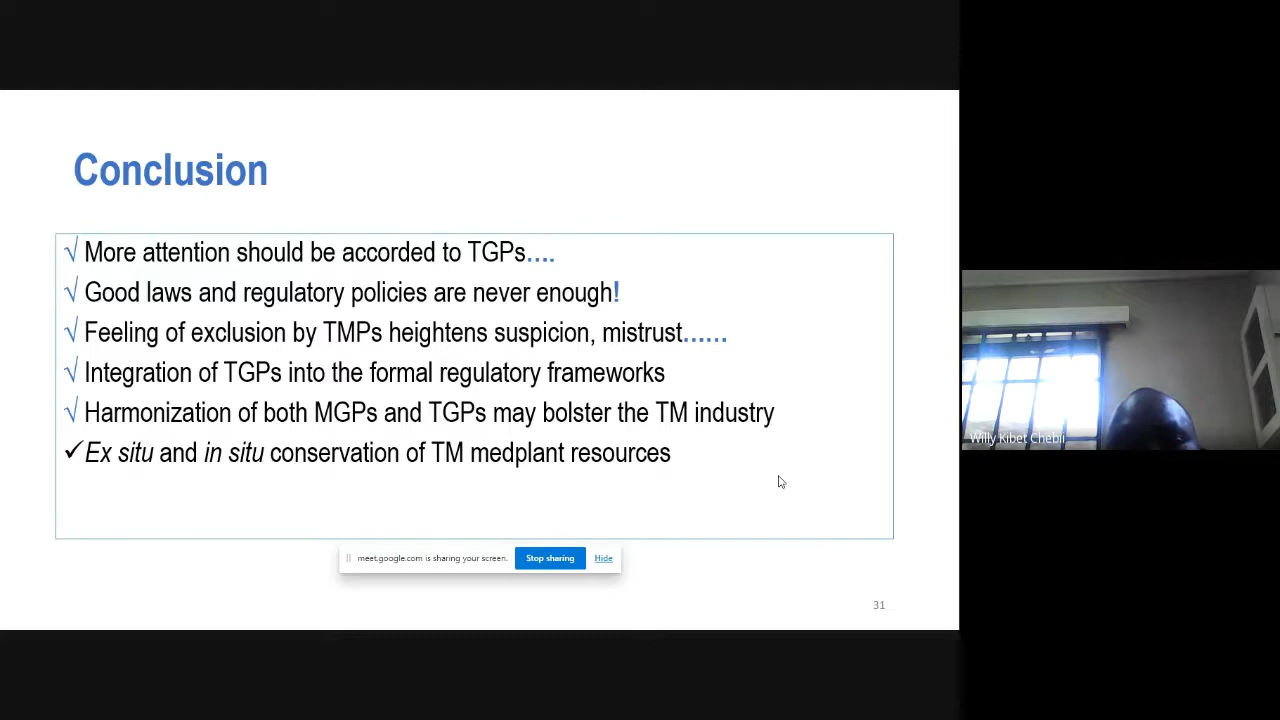 Conclusion
√ More attention should be accorded to TGPs....
√ Good laws and regulatory policies are never enough!
√ Feeling of exclusion by TMPs heightens suspicion, mistrust......
√ Integration of TGPs into the formal regulatory frameworks
√ Harmonization of both MGPs and TGPs may bolster the TM industry
✓ Ex situ and in situ conservation of TM medplant resources
meet.google.com is sharing your screen. Stop sharing Hide
31
Willy Kibet Chebii